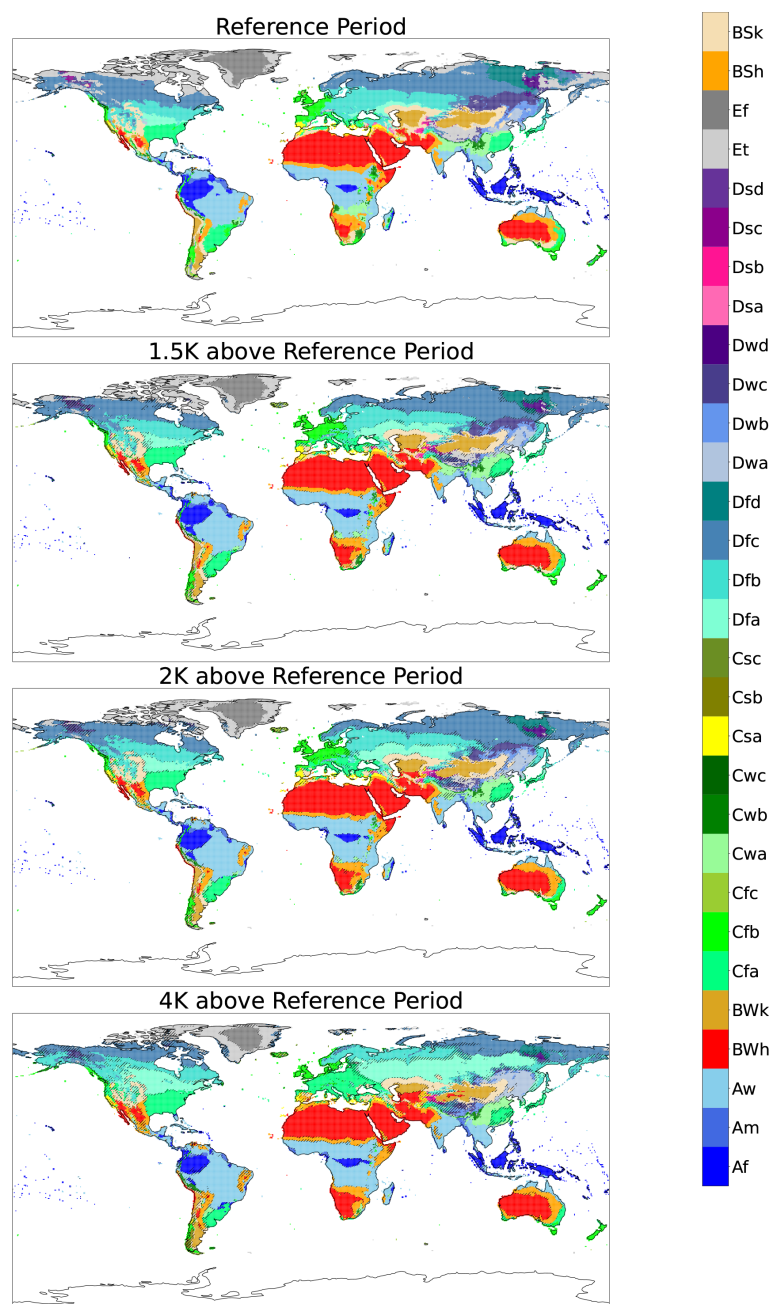 Reference Period
1.5K above Reference Period
2K above Reference Period
4K above Reference Period
BSk
BSh
Ef
Et
Dsd
Dsc
Dsb
Dsa
Dwd
Dwc
Dwb
Dwa
Dfd
Dfc
Dfb
Dfa
Csc
Csb
Csa
Cwc
Cwb
Cwa
Cfc
Cfb
Cfa
BWk
BWh
Aw
Am
Af